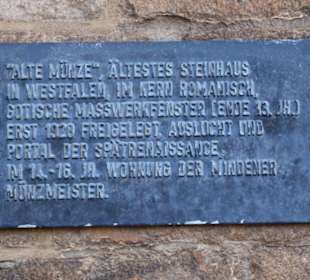 "ALTE MÜNZE", ÄLTESTES STEINHAUS
IN WESTFALEN, IM KERN ROMANISCH,
GOTISCHE MASSWERKFENSTER (ENDE 13. JH.)
ERST 1929 FREIGELEGT. AUSLUCHT UND
PORTAL DER SPÄTRENAISSANCE.
IM 14.-16. JH. WOHNUNG DER MINDENER
MÜNZMEISTER.